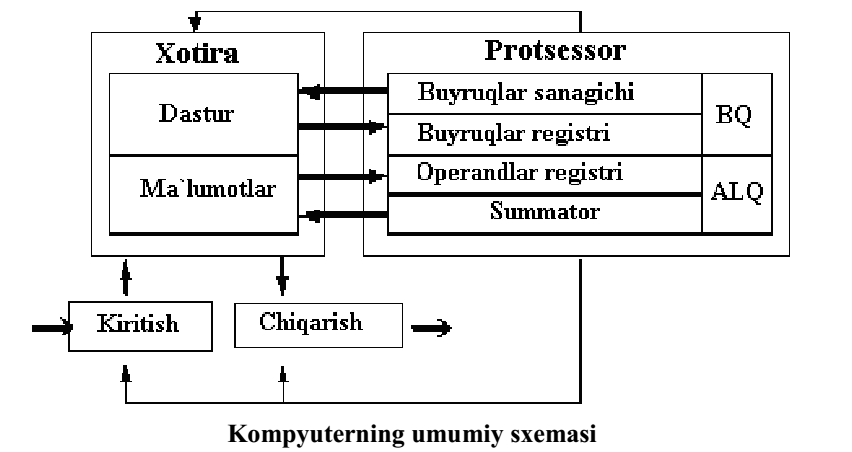 Xotira
Protsessor
Dastur
Ma`lumotlar
Buyruqlar sanagichi
Buyruqlar registri
BQ
Operandlar registri
Summator
ALQ
Kiritish
Chiqarish
Kompyuterning umumiy sxemasi